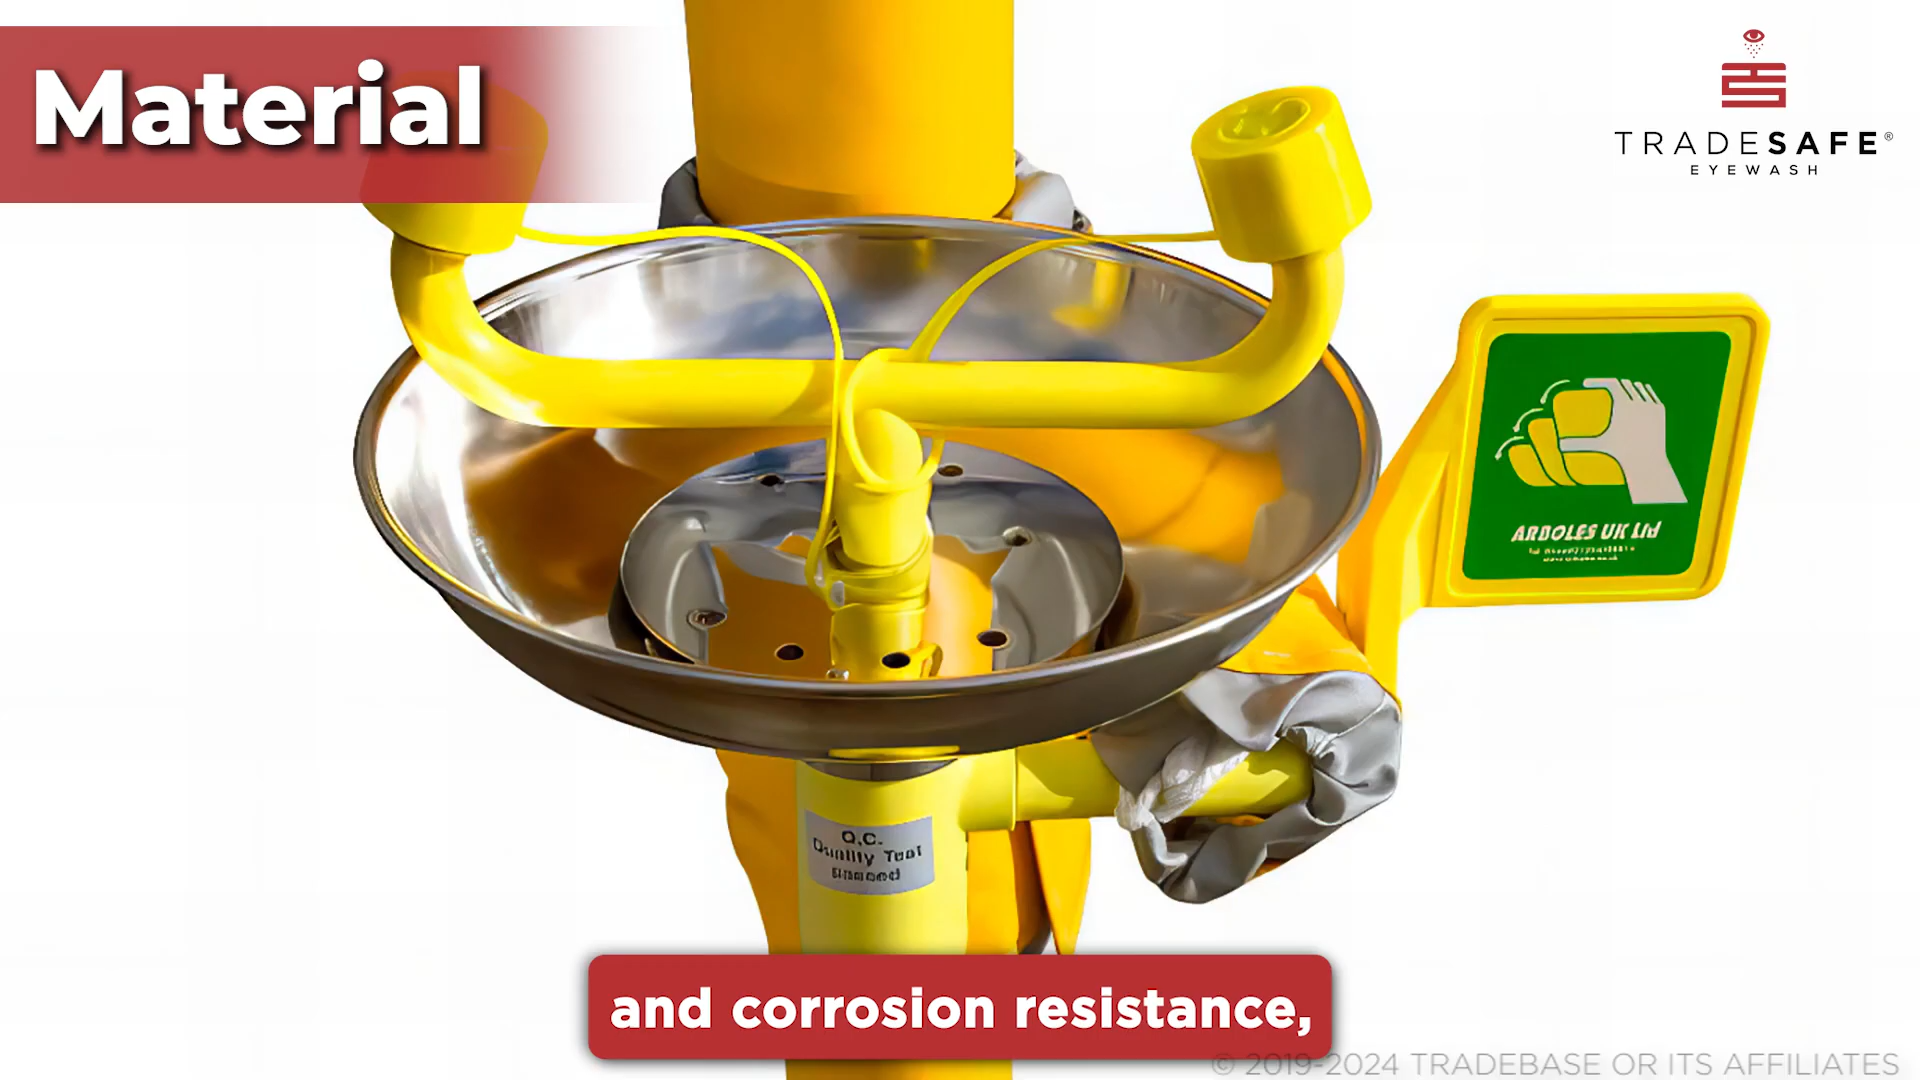 Material
TRADESAFE®
EYEWASH
ARBOLES UK Ltd
Q.C.
Quality Test
and corrosion resistance,
© 2019-2024 TRADEBASE OR ITS AFFILIATES